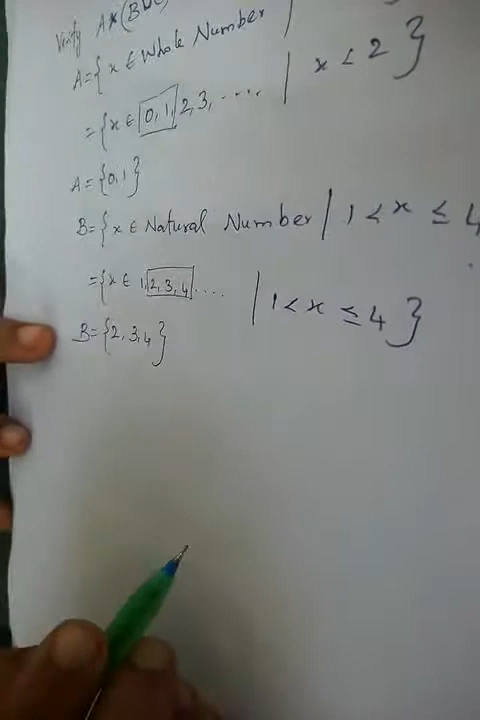 Verify A×(B∪C)
A={x ∈ Whole Number |
={x ∈ 0,1,2,3,..... | x < 2}
A={0,1}
B={x ∈ Natural Number | 1 < x ≤ 4
={x ∈ 1,2,3,4,.... | 1 < x ≤ 4}
B={2,3,4}